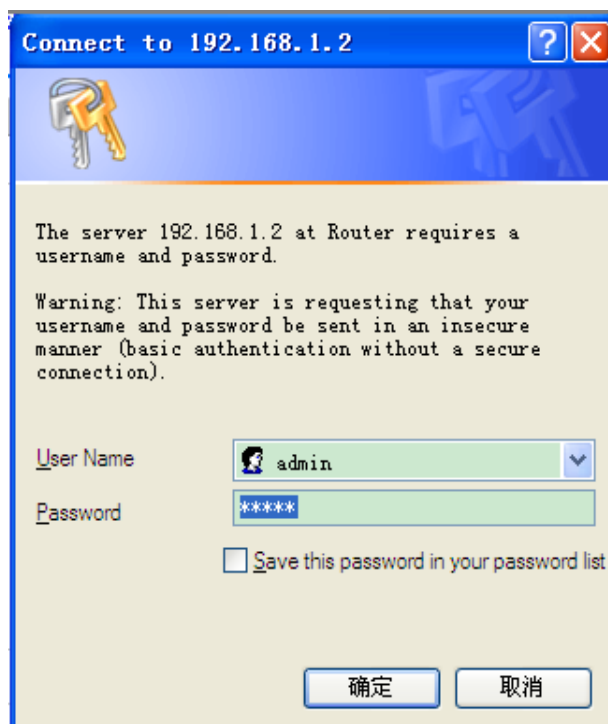 Connect to 192.168.1.2
The server 192.168.1.2 at Router requires a
username and password.
Warning: This server is requesting that your
username and password be sent in an insecure
manner (basic authentication without a secure
connection).
User Name
admin
Password
*****
Save this password in your password list
确定 取消